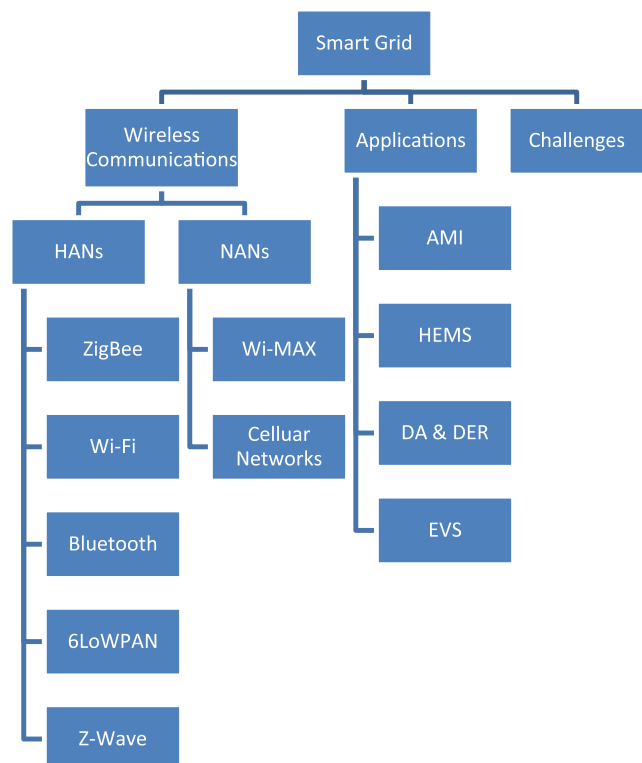 Smart Grid
Wireless
Communications
Applications
Challenges
HANs
NANs
AMI
ZigBee
Wi-MAX
HEMS
Wi-Fi
Celluar
Networks
DA & DER
Bluetooth
EVS
6LoWPAN
Z-Wave